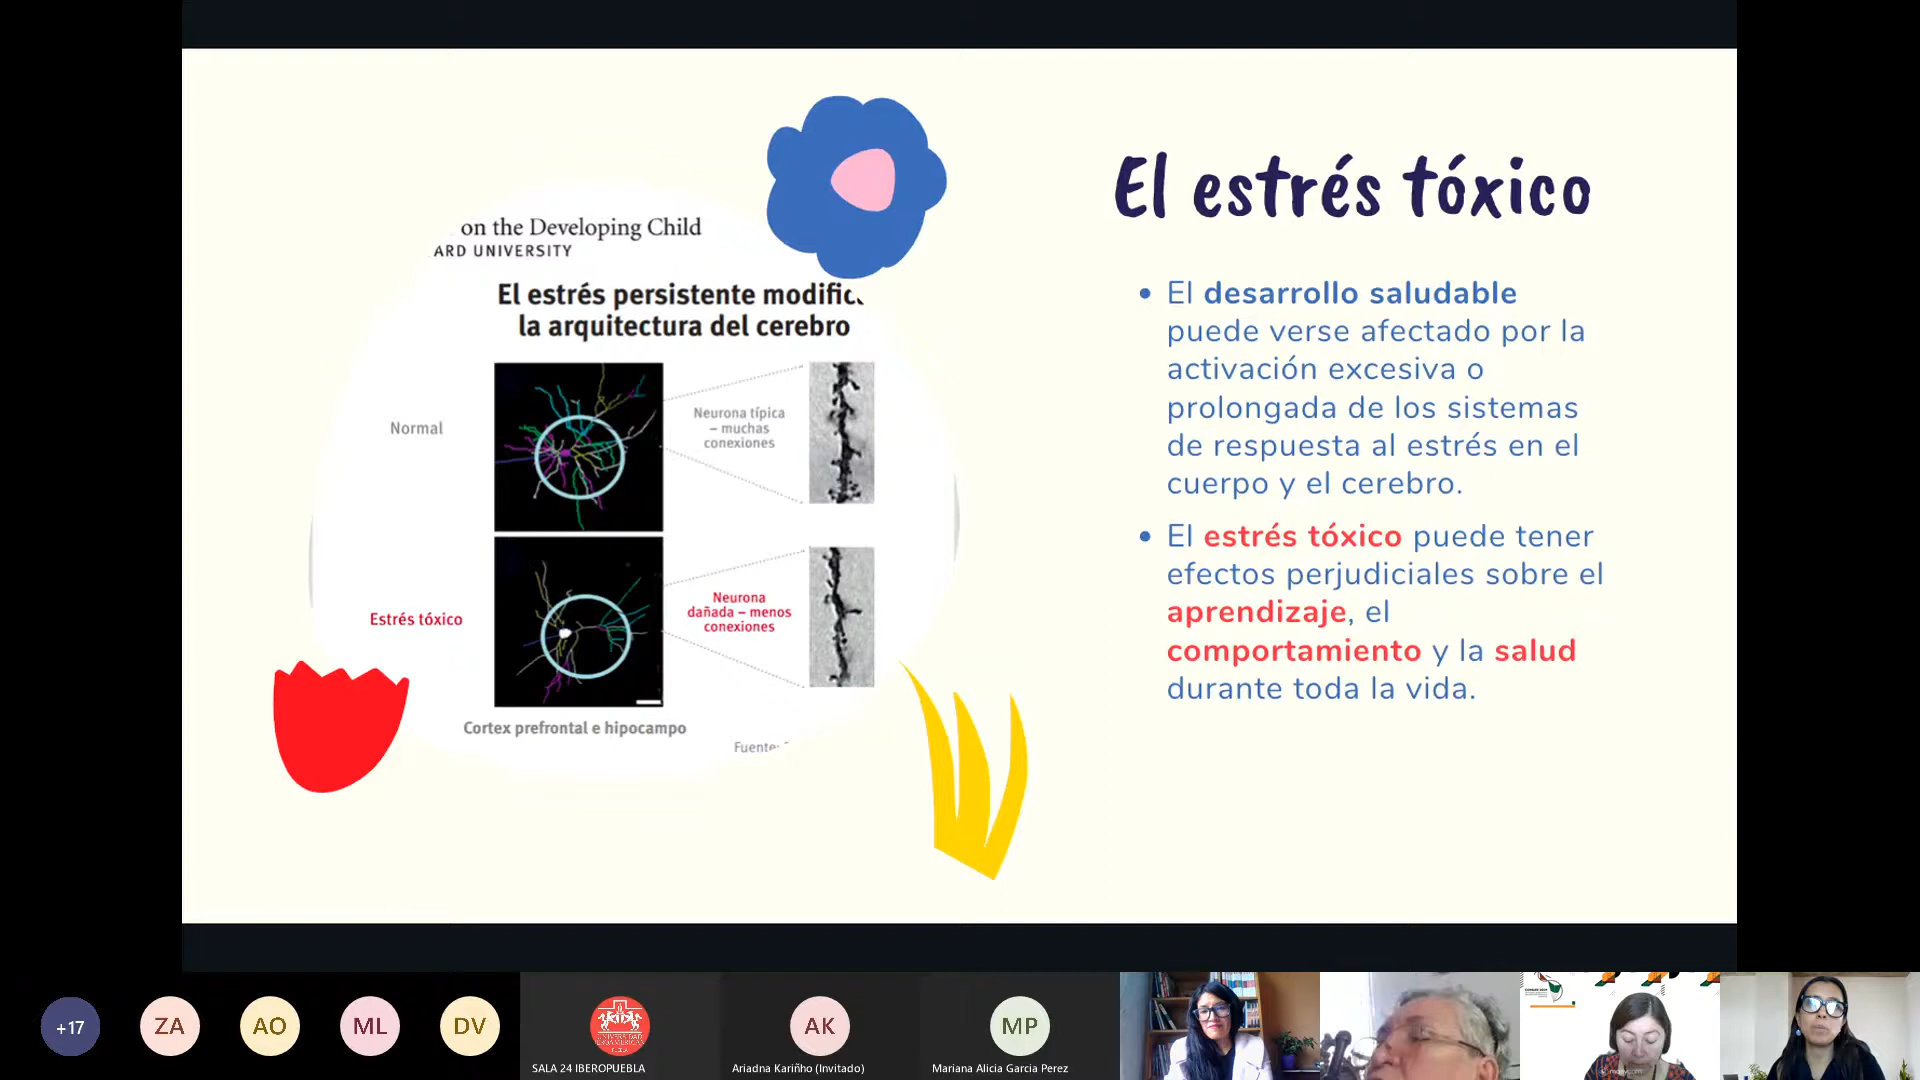 on the Developing Child
ARD UNIVERSITY
El estrés persistente modific
la arquitectura del cerebro
Normal
Neurona típica
– muchas
conexiones
Estrés tóxico
Neurona
dañada – menos
conexiones
Cortex prefrontal e hipocampo
Fuente:
El estrés tóxico
• El desarrollo saludable
puede verse afectado por la
activación excesiva o
prolongada de los sistemas
de respuesta al estrés en el
cuerpo y el cerebro.
• El estrés tóxico puede tener
efectos perjudiciales sobre el
aprendizaje, el
comportamiento y la salud
durante toda la vida.
+17
ZA
AO
ML
DV
SALA 24 IBEROPUEBLA
AK
Ariadna Kariñho (Invitado)
MP
Mariana Alicia Garcia Perez